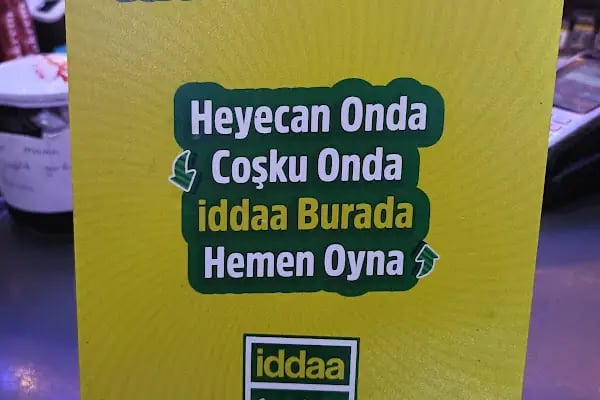 Heyecan Onda
Coşku Onda
iddaa Burada
Hemen Oyna
iddaa